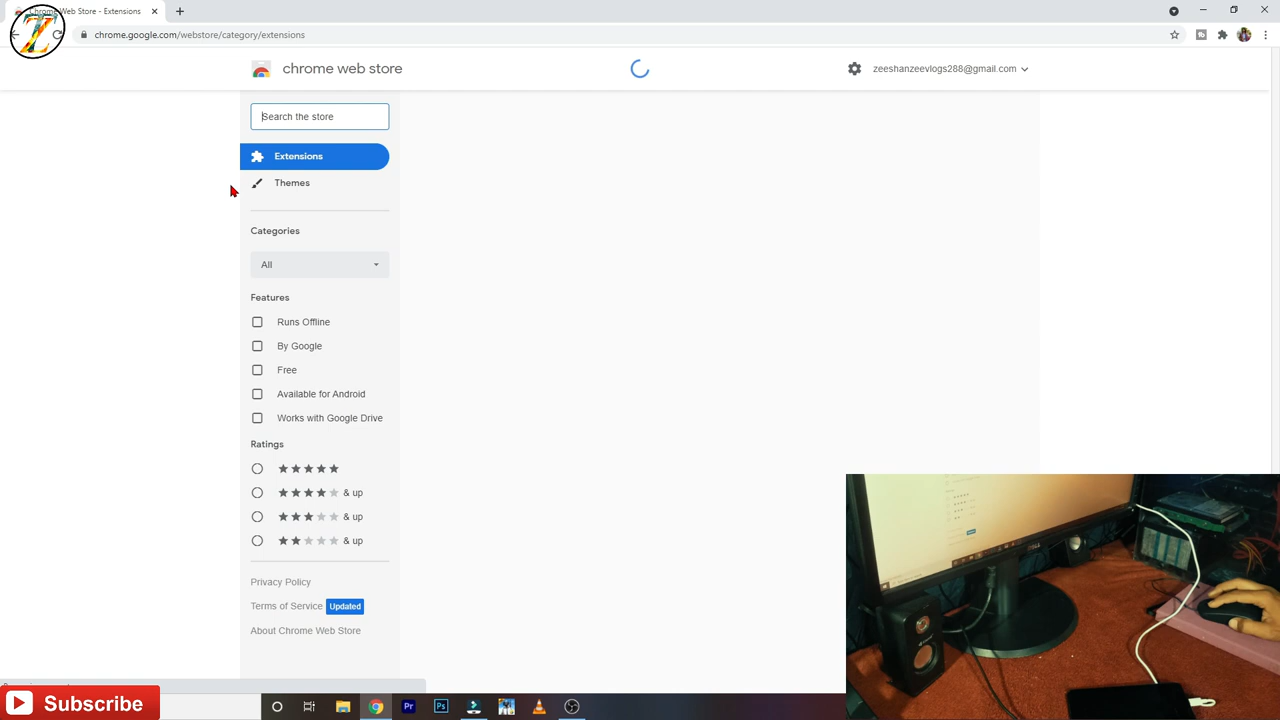 Chrome Web Store - Extensions
chrome.google.com/webstore/category/extensions
chrome web store
zeeshanzeevlogs288@gmail.com
Search the store
Extensions
Themes
Categories
All
Features
Runs Offline
By Google
Free
Available for Android
Works with Google Drive
Ratings
& up
& up
& up
Privacy Policy
Terms of Service Updated
About Chrome Web Store
Subscribe
Pr
Ps